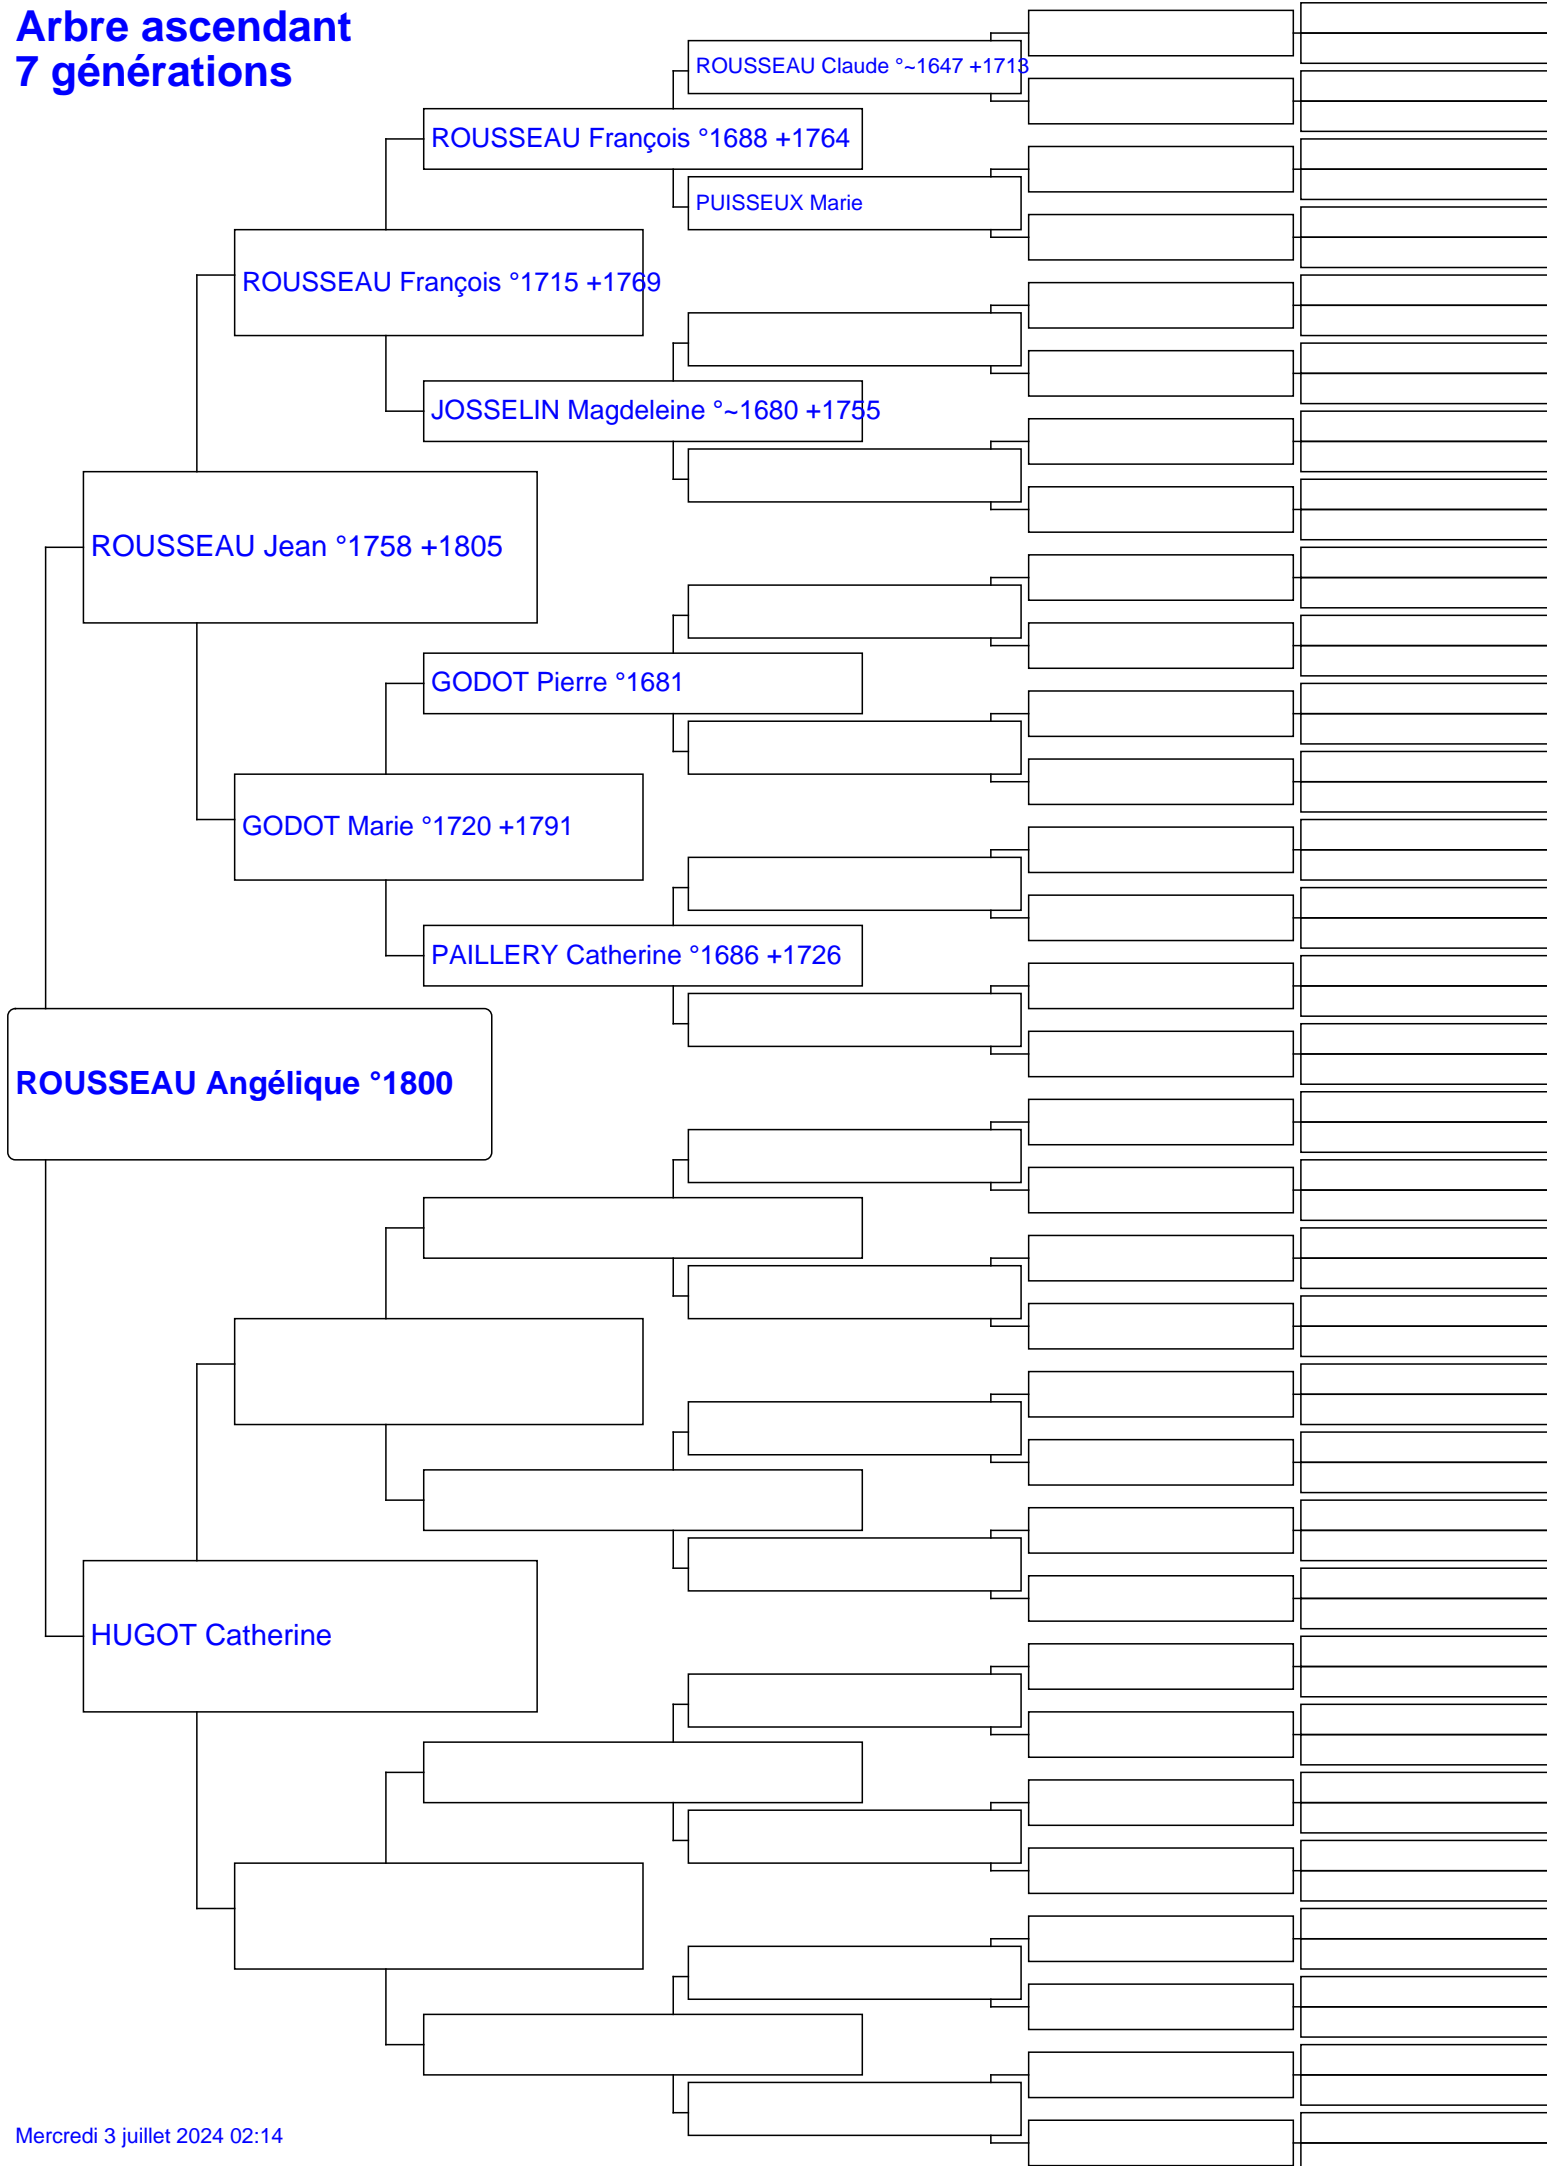 Arbre ascendant
7 générations
ROUSSEAU Claude °~1647 +1713
ROUSSEAU François °1688 +1764
PUISSEUX Marie
ROUSSEAU François °1715 +1769
JOSSELIN Magdeleine °~1680 +1755
ROUSSEAU Jean °1758 +1805
GODOT Pierre °1681
GODOT Marie °1720 +1791
PAILLERY Catherine °1686 +1726
ROUSSEAU Angélique °1800
HUGOT Catherine
Mercredi 3 juillet 2024 02:14